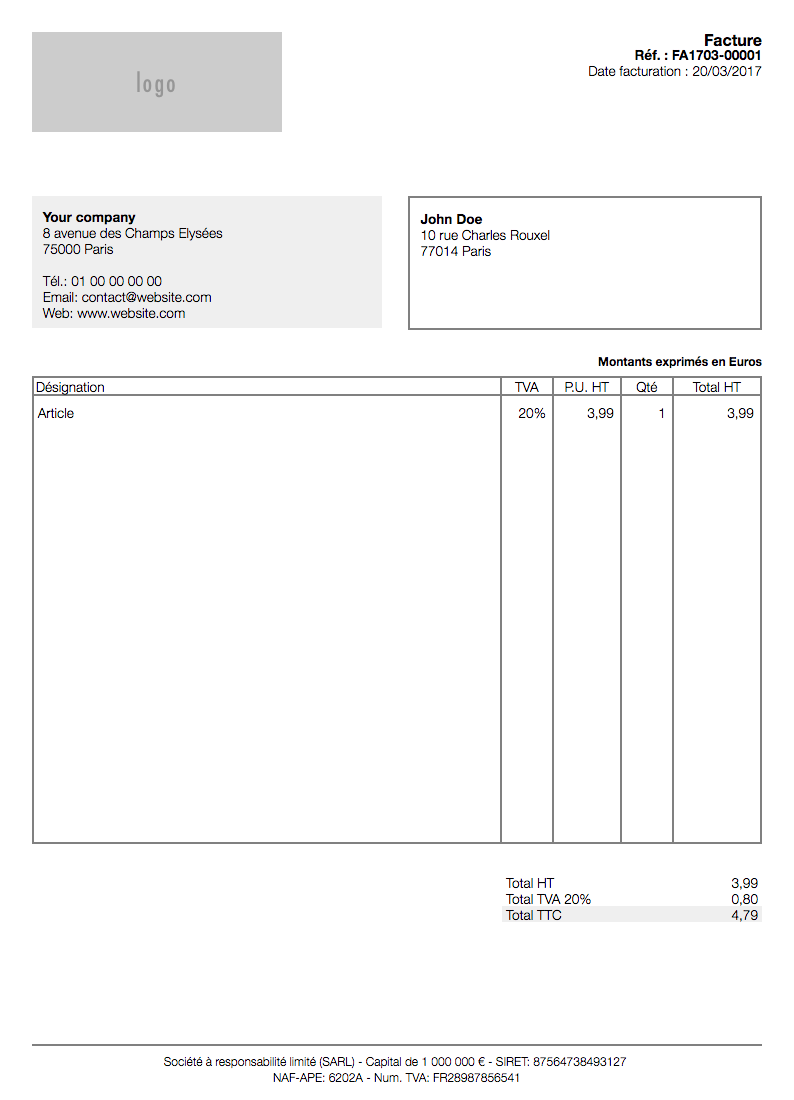 logo
Facture
Réf. : FA1703-00001
Date facturation : 20/03/2017
Your company
8 avenue des Champs Elysées
75000 Paris
Tél.: 01 00 00 00 00
Email: contact@website.com
Web: www.website.com
John Doe
10 rue Charles Rouxel
77014 Paris
Montants exprimés en Euros
Désignation TVA P.U. HT Qté Total HT
Article 20% 3,99 1 3,99
Total HT 3,99
Total TVA 20% 0,80
Total TTC 4,79
Société à responsabilité limité (SARL) - Capital de 1 000 000 € - SIRET: 87564738493127
NAF-APE: 6202A - Num. TVA: FR28987856541